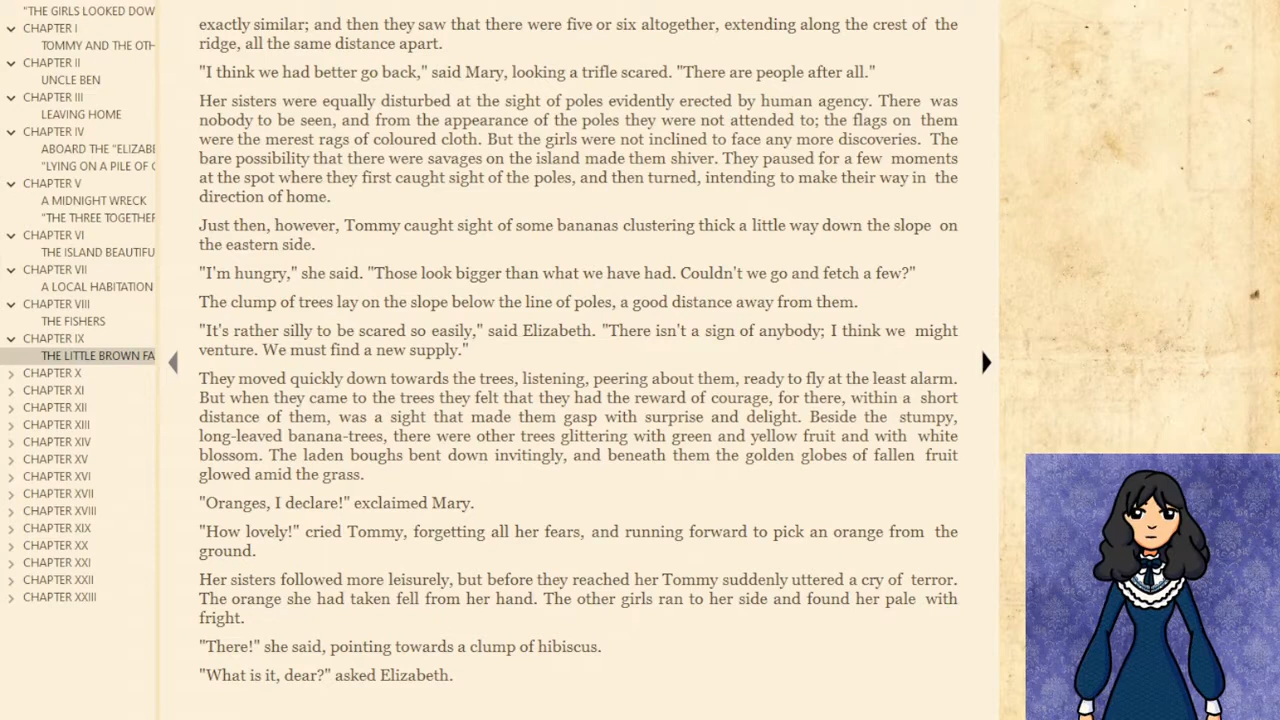 "THE GIRLS LOOKED DOW
CHAPTER I
TOMMY AND THE OTH
CHAPTER II
UNCLE BEN
CHAPTER III
LEAVING HOME
CHAPTER IV
ABOARD THE "ELIZABE
"LYING ON A PILE OF C
CHAPTER V
A MIDNIGHT WRECK
"THE THREE TOGETHER
CHAPTER VI
THE ISLAND BEAUTIFU
CHAPTER VII
A LOCAL HABITATION
CHAPTER VIII
THE FISHERS
CHAPTER IX
THE LITTLE BROWN FA
CHAPTER X
CHAPTER XI
CHAPTER XII
CHAPTER XIII
CHAPTER XIV
CHAPTER XV
CHAPTER XVI
CHAPTER XVII
CHAPTER XVIII
CHAPTER XIX
CHAPTER XX
CHAPTER XXI
CHAPTER XXII
CHAPTER XXIII
exactly similar; and then they saw that there were five or six altogether, extending along the crest of the
ridge, all the same distance apart.
"I think we had better go back," said Mary, looking a trifle scared. "There are people after all."
Her sisters were equally disturbed at the sight of poles evidently erected by human agency. There was
nobody to be seen, and from the appearance of the poles they were not attended to; the flags on them
were the merest rags of coloured cloth. But the girls were not inclined to face any more discoveries. The
bare possibility that there were savages on the island made them shiver. They paused for a few moments
at the spot where they first caught sight of the poles, and then turned, intending to make their way in the
direction of home.
Just then, however, Tommy caught sight of some bananas clustering thick a little way down the slope on
the eastern side.
"I'm hungry," she said. "Those look bigger than what we have had. Couldn't we go and fetch a few?"
The clump of trees lay on the slope below the line of poles, a good distance away from them.
"It's rather silly to be scared so easily," said Elizabeth. "There isn't a sign of anybody; I think we might
venture. We must find a new supply."
They moved quickly down towards the trees, listening, peering about them, ready to fly at the least alarm.
But when they came to the trees they felt that they had the reward of courage, for there, within a short
distance of them, was a sight that made them gasp with surprise and delight. Beside the stumpy,
long-leaved banana-trees, there were other trees glittering with green and yellow fruit and with white
blossom. The laden boughs bent down invitingly, and beneath them the golden globes of fallen fruit
glowed amid the grass.
"Oranges, I declare!" exclaimed Mary.
"How lovely!" cried Tommy, forgetting all her fears, and running forward to pick an orange from the
ground.
Her sisters followed more leisurely, but before they reached her Tommy suddenly uttered a cry of terror.
The orange she had taken fell from her hand. The other girls ran to her side and found her pale with
fright.
"There!" she said, pointing towards a clump of hibiscus.
"What is it, dear?" asked Elizabeth.